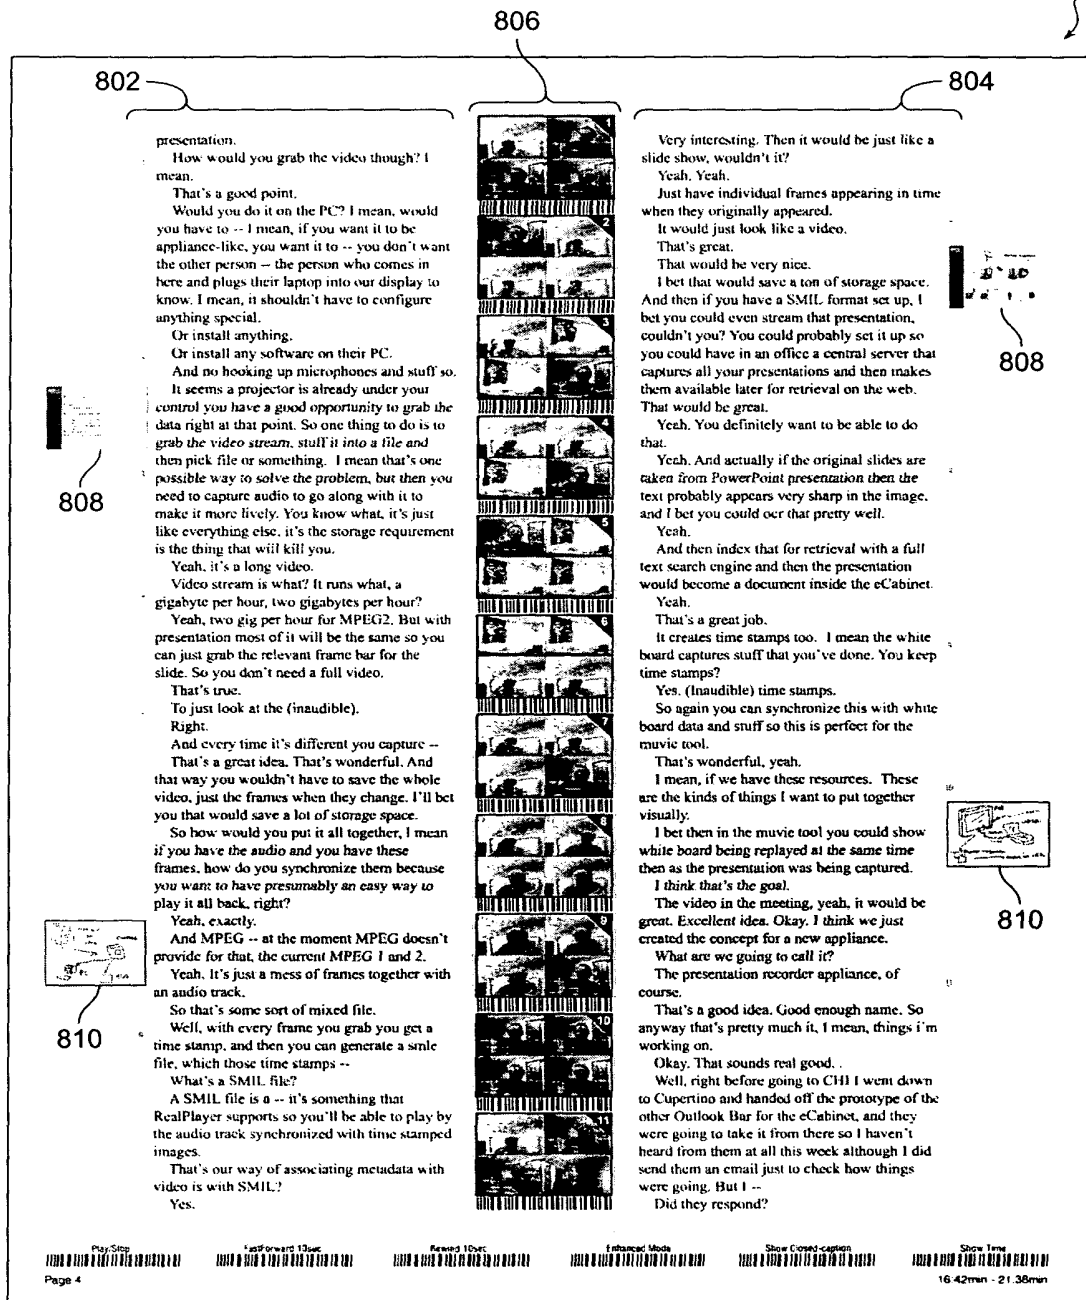 806
802
804
presentation.
How would you grab the video though? I
mean.
That's a good point.
Would you do it on the PC? I mean, would
you have to -- I mean, if you want it to be
appliance-like, you want it to -- you don't want
the other person -- the person who comes in
here and plugs their laptop into our display to
know. I mean, it shouldn't have to configure
anything special.
Or install anything.
Or install any software on their PC.
And no hooking up microphones and stuff so.
It seems a projector is already under your
control you have a good opportunity to grab the
data right at that point. So one thing to do is to
grab the video stream, stuff it into a file and
then pick file or something. I mean that's one
possible way to solve the problem, but then you
need to capture audio to go along with it to
make it more lively. You know what, it's just
like everything else, it's the storage requirement
is the thing that will kill you.
Yeah, it's a long video.
Video stream is what? It runs what, a
gigabyte per hour, two gigabytes per hour?
Yeah, two gig per hour for MPEG2. But with
presentation most of it will be the same so you
can just grab the relevant frame bar for the
slide. So you don't need a full video.
That's true.
To just look at the (inaudible).
Right.
And every time it's different you capture --
That's a great idea. That's wonderful. And
that way you wouldn't have to save the whole
video, just the frames when they change. I'll bet
you that would save a lot of storage space.
So how would you put it all together, I mean
if you have the audio and you have these
frames, how do you synchronize them because
you want to have presumably an easy way to
play it all back, right?
Yeah, exactly.
And MPEG -- at the moment MPEG doesn't
provide for that, the current MPEG 1 and 2.
Yeah. It's just a mess of frames together with
an audio track.
So that's some sort of mixed file.
Well, with every frame you grab you get a
time stamp, and then you can generate a smle
file, which those time stamps --
What's a SMIL file?
A SMIL file is a -- it's something that
RealPlayer supports so you'll be able to play by
the audio track synchronized with time stamped
images.
That's our way of associating metadata with
video is with SMIL?
Yes.
808
810
1
2
3
4
5
6
7
8
9
10
11
Very interesting. Then it would be just like a
slide show, wouldn't it?
Yeah. Yeah.
Just have individual frames appearing in time
when they originally appeared.
It would just look like a video.
That's great.
That would be very nice.
I bet that would save a ton of storage space.
And then if you have a SMIL format set up, I
bet you could even stream that presentation,
couldn't you? You could probably set it up so
you could have in an office a central server that
captures all your presentations and then makes
them available later for retrieval on the web.
That would be great.
Yeah. You definitely want to be able to do
that.
Yeah. And actually if the original slides are
taken from PowerPoint presentation then the
text probably appears very sharp in the image,
and I bet you could ocr that pretty well.
Yeah.
And then index that for retrieval with a full
text search engine and then the presentation
would become a document inside the eCabinet.
Yeah.
That's a great job.
It creates time stamps too. I mean the white
board captures stuff that you've done. You keep
time stamps?
Yes. (Inaudible) time stamps.
So again you can synchronize this with white
board data and stuff so this is perfect for the
muvie tool.
That's wonderful, yeah.
I mean, if we have these resources. These
are the kinds of things I want to put together
visually.
I bet then in the muvie tool you could show
white board being replayed at the same time
then as the presentation was being captured.
I think that's the goal.
The video in the meeting, yeah, it would be
great. Excellent idea. Okay. I think we just
created the concept for a new appliance.
What are we going to call it?
The presentation recorder appliance, of
course.
That's a good idea. Good enough name. So
anyway that's pretty much it, I mean, things i'm
working on.
Okay. That sounds real good. .
Well, right before going to CHI I went down
to Cupertino and handed off the prototype of the
other Outlook Bar for the eCabinet, and they
were going to take it from there so I haven't
heard from them at all this week although I did
send them an email just to check how things
were going. But I --
Did they respond?
808
810
Play/Stop
FastForward 10sec
Rewind 10sec
Enhanced Mode
Show Closed-caption
Show Time
Page 4
16:42min - 21:38min